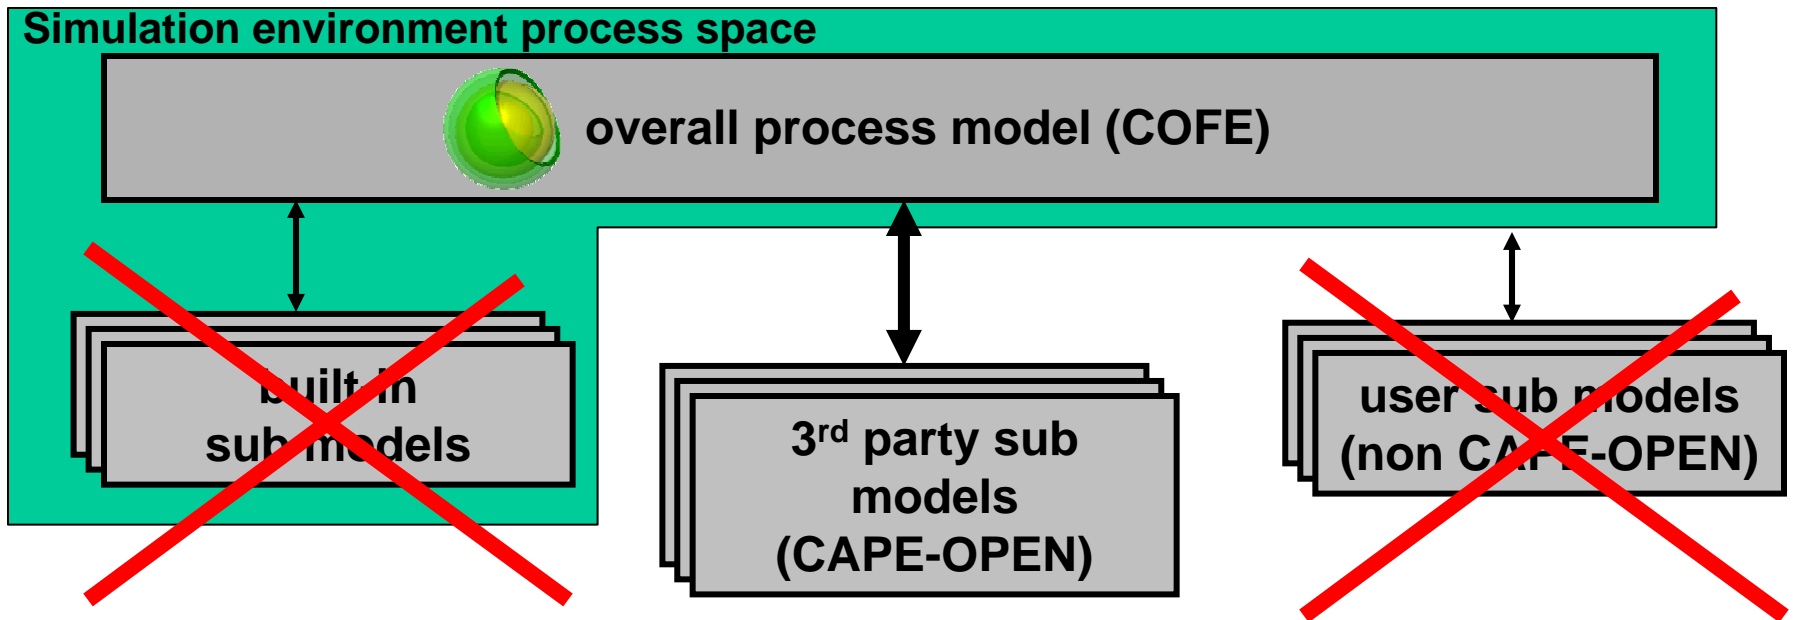 Simulation environment process space
overall process model (COFE)
built-in
sub models
3rd party sub
models
(CAPE-OPEN)
user sub models
(non CAPE-OPEN)